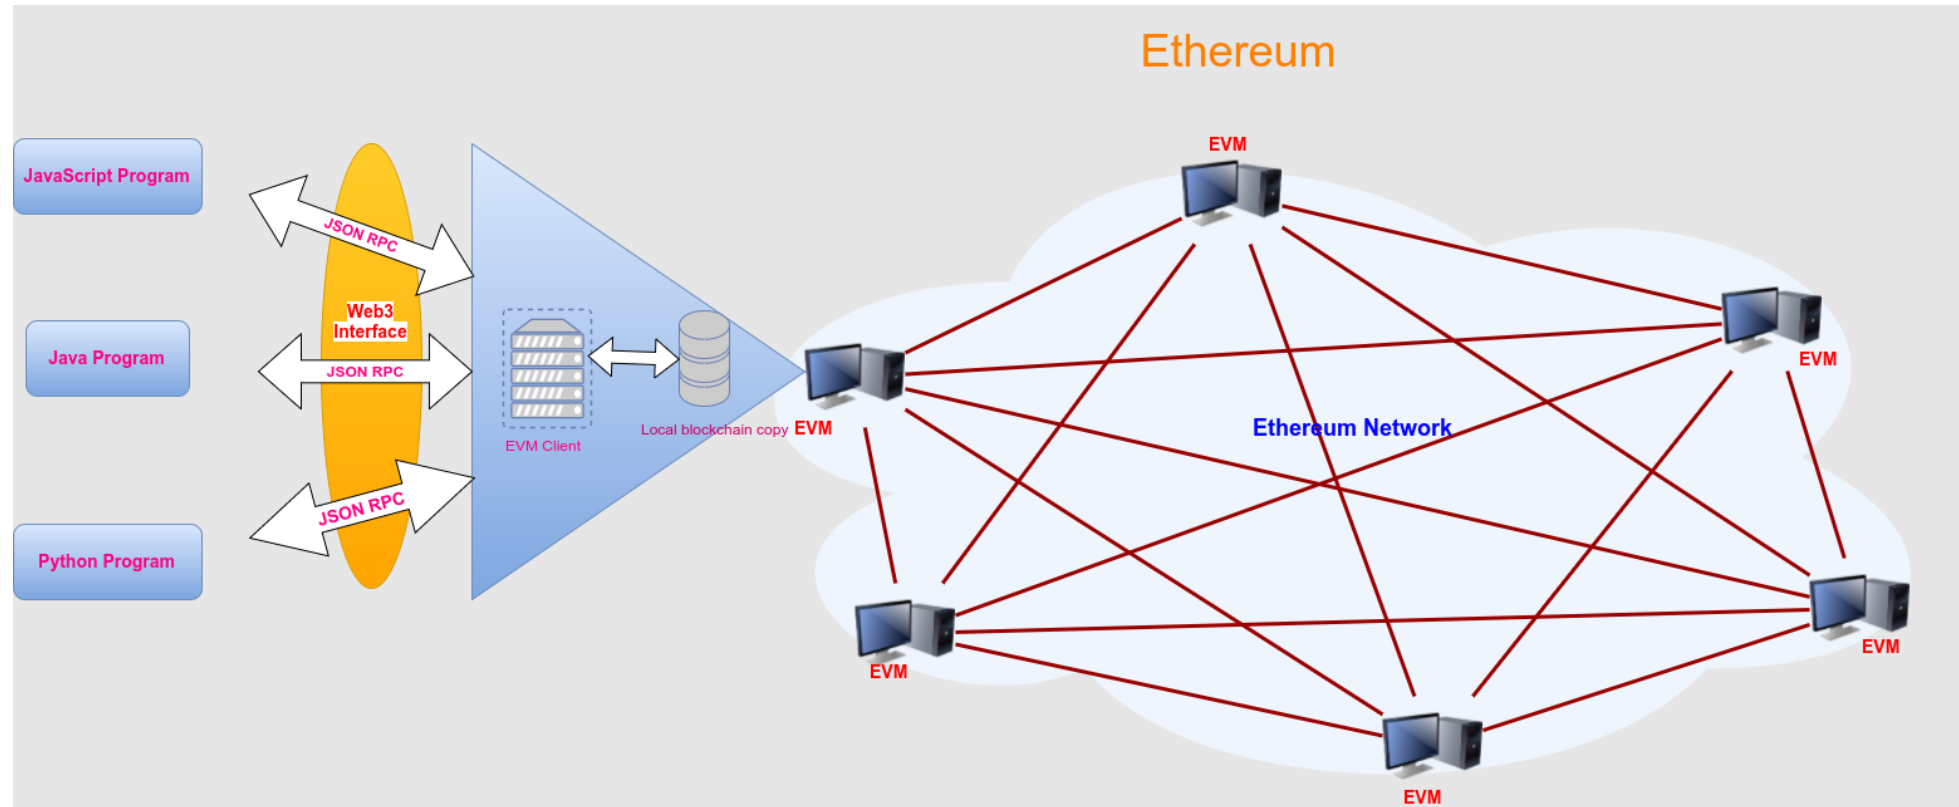 Ethereum
JavaScript Program
Java Program
Python Program
JSON RPC
Web3
Interface
JSON RPC
JSON RPC
EVM Client
Local blockchain copy
EVM
EVM
EVM
Ethereum Network
EVM
EVM
EVM